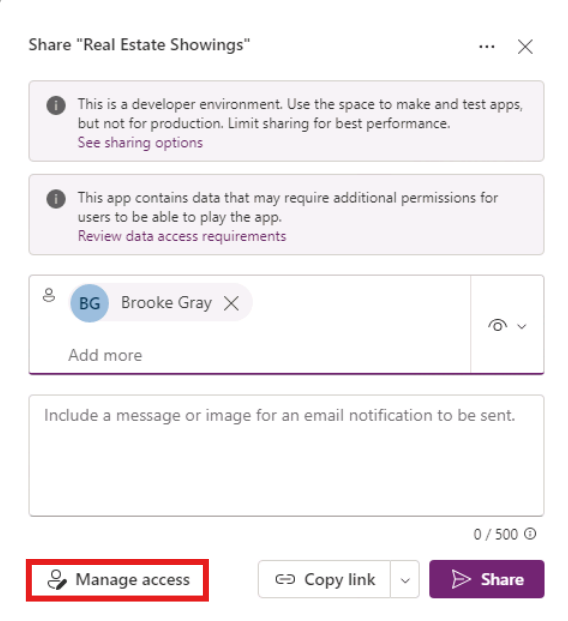 Share "Real Estate Showings"
This is a developer environment. Use the space to make and test apps,
but not for production. Limit sharing for best performance.
See sharing options
This app contains data that may require additional permissions for
users to be able to play the app.
Review data access requirements
BG Brooke Gray
Add more
Include a message or image for an email notification to be sent.
0 / 500
Manage access Copy link Share